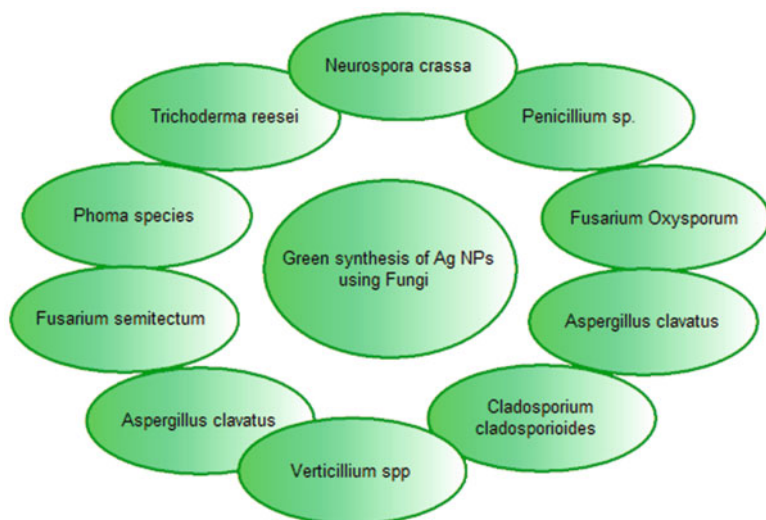 Neurospora crassa
Trichoderma reesei
Penicillium sp.
Phoma species
Fusarium Oxysporum
Green synthesis of Ag NPs
using Fungi
Fusarium semitectum
Aspergillus clavatus
Aspergillus clavatus
Cladosporium
cladosporioides
Verticillium spp